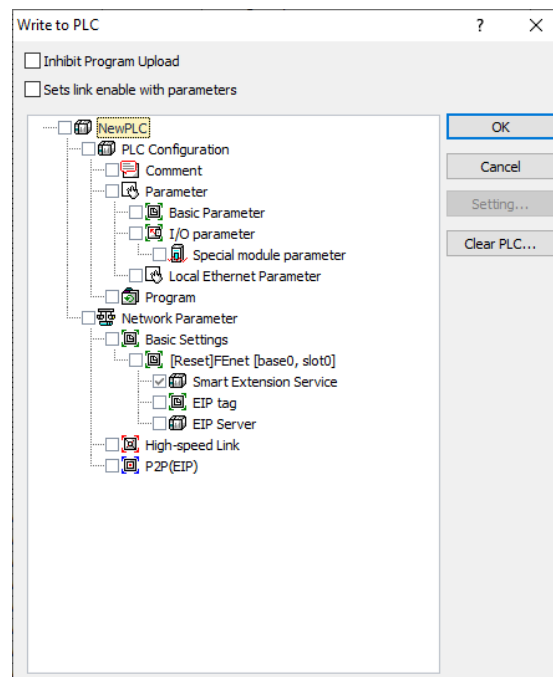 Write to PLC
Inhibit Program Upload
Sets link enable with parameters
NewPLC
PLC Configuration
Comment
Parameter
Basic Parameter
I/O parameter
Special module parameter
Local Ethernet Parameter
Program
Network Parameter
Basic Settings
[Reset]FEnet [base0, slot0]
Smart Extension Service
EIP tag
EIP Server
High-speed Link
P2P(EIP)
OK
Cancel
Setting...
Clear PLC...